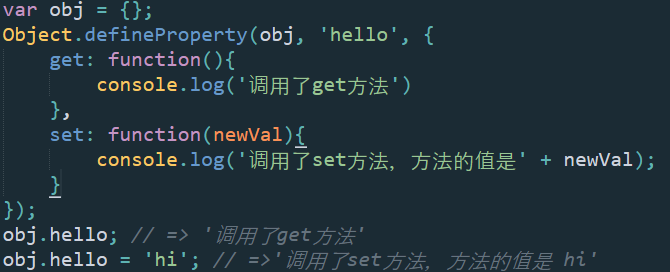 var obj = {};
Object.defineProperty(obj, 'hello', {
    get: function(){
        console.log('调用了get方法')
    },
    set: function(newVal){
        console.log('调用了set方法，方法的值是' + newVal);
    }
});
obj.hello; // => '调用了get方法'
obj.hello = 'hi'; // =>'调用了set方法，方法的值是 hi'